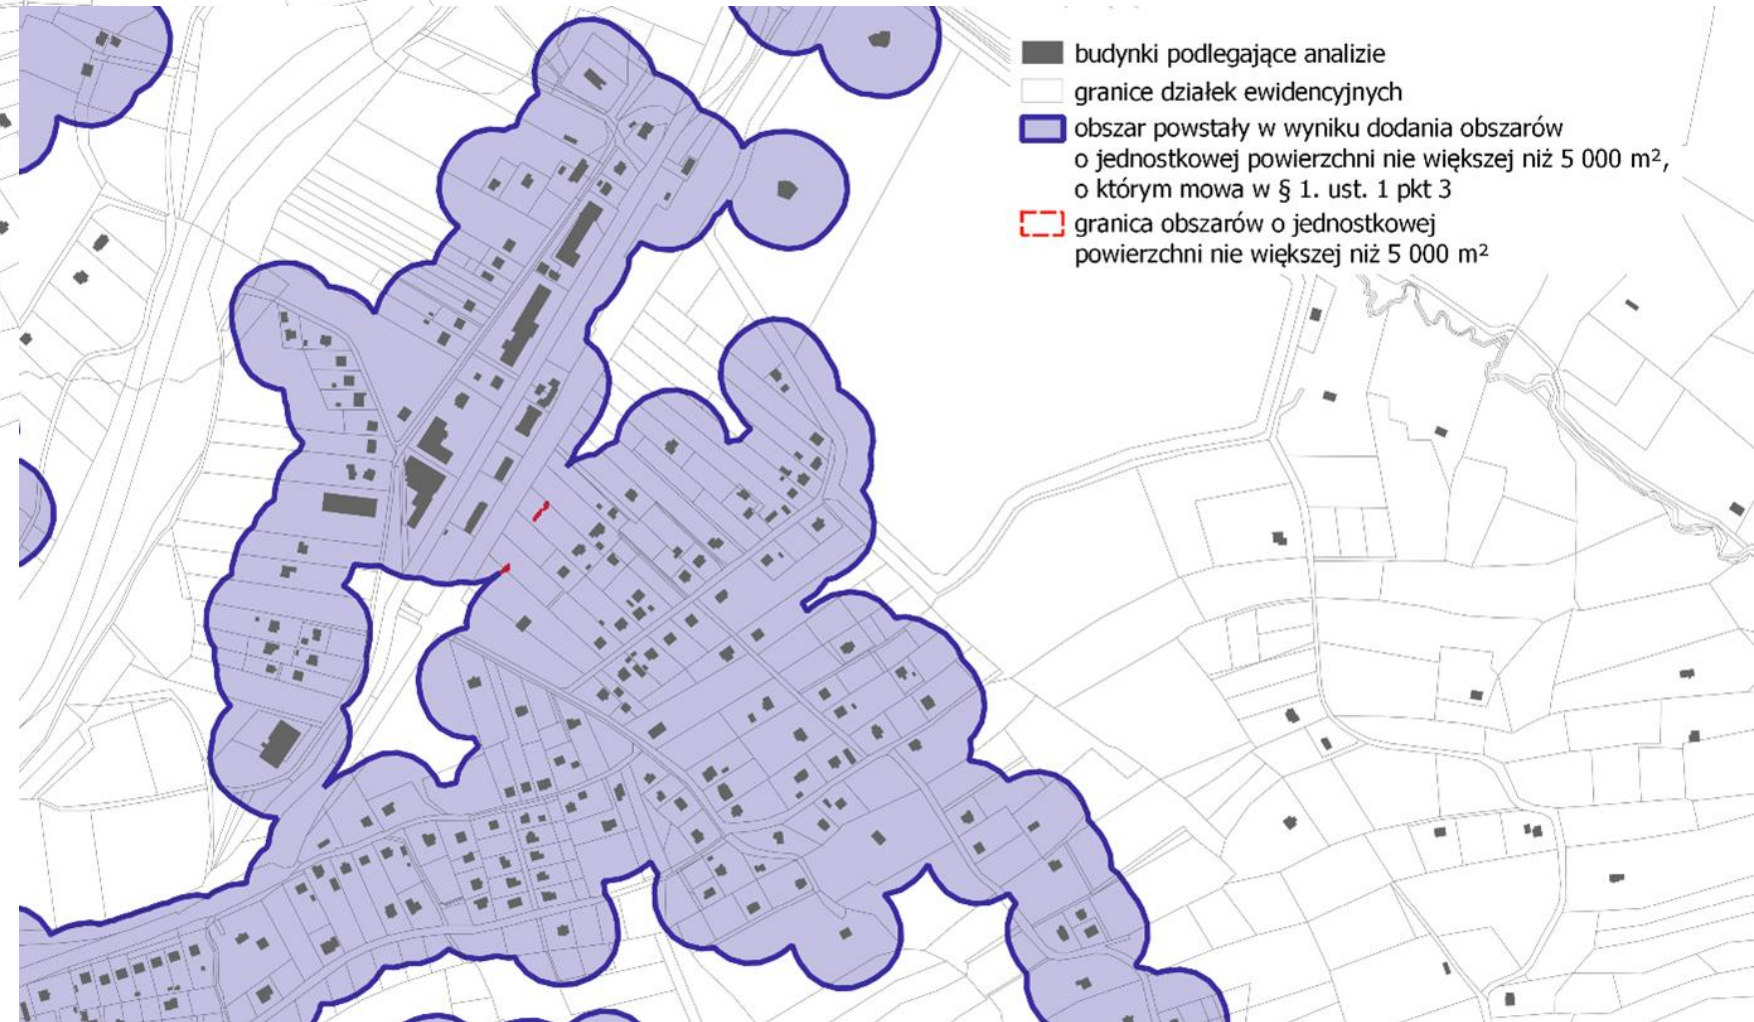 budynki podlegające analizie
granice działek ewidencyjnych
obszar powstały w wyniku dodania obszarów
o jednostkowej powierzchni nie większej niż 5 000 m²,
o którym mowa w § 1. ust. 1 pkt 3
granica obszarów o jednostkowej
powierzchni nie większej niż 5 000 m²